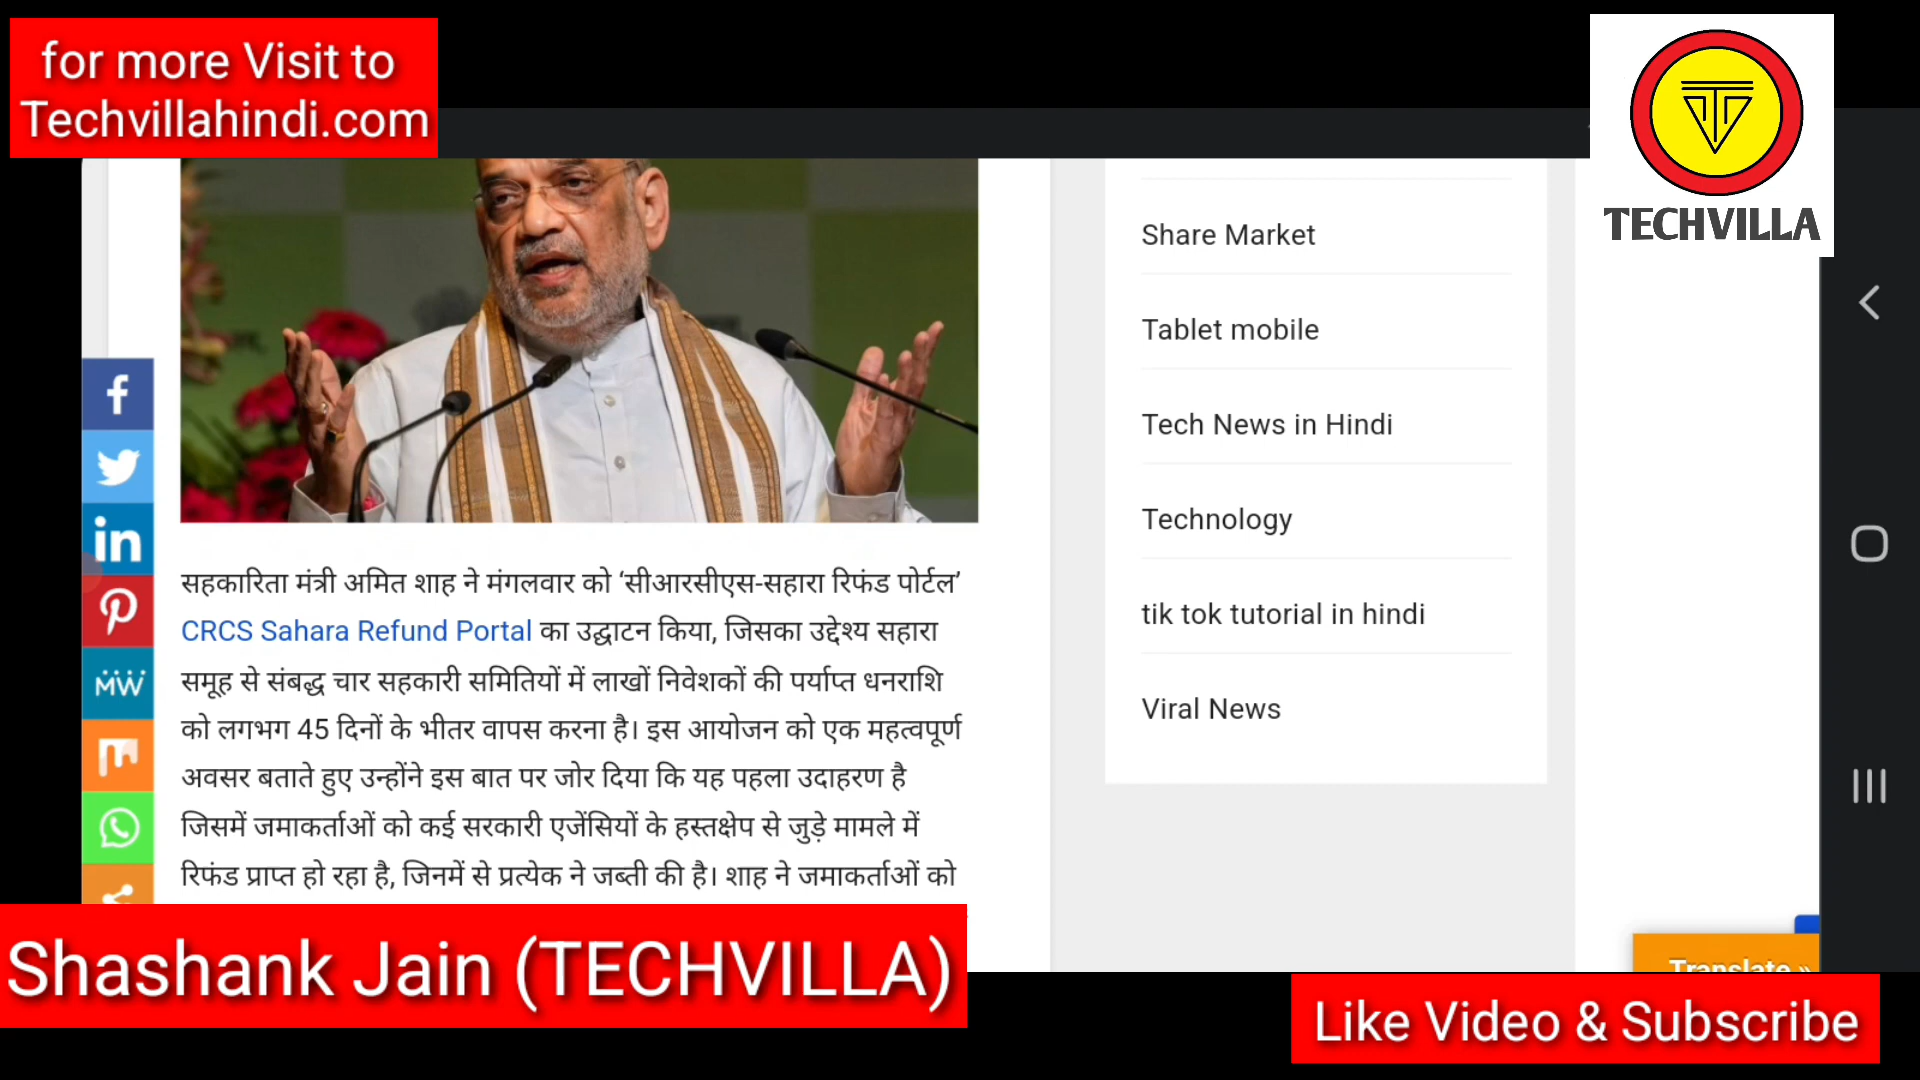 for more Visit to
Techvillahindi.com
TECHVILLA
सहकारिता मंत्री अमित शाह ने मंगलवार को ‘सीआरसीएस-सहारा रिफंड पोर्टल’
CRCS Sahara Refund Portal का उद्घाटन किया, जिसका उद्देश्य सहारा
समूह से संबद्ध चार सहकारी समितियों में लाखों निवेशकों की पर्याप्त धनराशि
को लगभग 45 दिनों के भीतर वापस करना है। इस आयोजन को एक महत्वपूर्ण
अवसर बताते हुए उन्होंने इस बात पर जोर दिया कि यह पहला उदाहरण है
जिसमें जमाकर्ताओं को कई सरकारी एजेंसियों के हस्तक्षेप से जुड़े मामले में
रिफंड प्राप्त हो रहा है, जिनमें से प्रत्येक ने जब्ती की है। शाह ने जमाकर्ताओं को
Share Market
Tablet mobile
Tech News in Hindi
Technology
tik tok tutorial in hindi
Viral News
Translate »
Shashank Jain (TECHVILLA)
Like Video & Subscribe